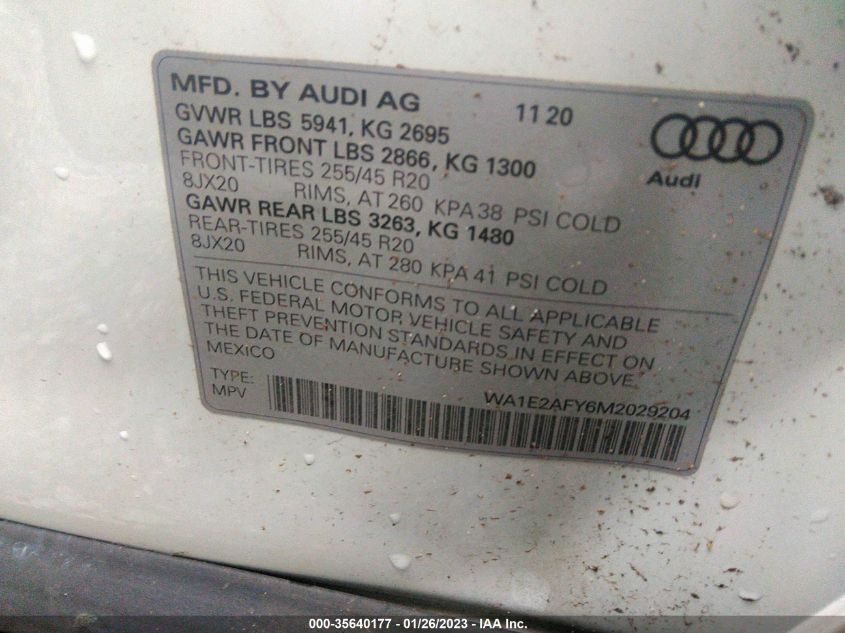 MFD. BY AUDI AG 11 20
GVWR LBS 5941, KG 2695
GAWR FRONT LBS 2866, KG 1300
FRONT-TIRES 255/45 R20
8JX20 RIMS, AT 260 KPA 38 PSI COLD
GAWR REAR LBS 3263, KG 1480
REAR-TIRES 255/45 R20
8JX20 RIMS, AT 280 KPA 41 PSI COLD
Audi
THIS VEHICLE CONFORMS TO ALL APPLICABLE
U.S. FEDERAL MOTOR VEHICLE SAFETY AND
THEFT PREVENTION STANDARDS IN EFFECT ON
THE DATE OF MANUFACTURE SHOWN ABOVE.
MEXICO
TYPE:
MPV
WA1E2AFY6M2029204
000-35640177 - 01/26/2023 - IAA Inc.